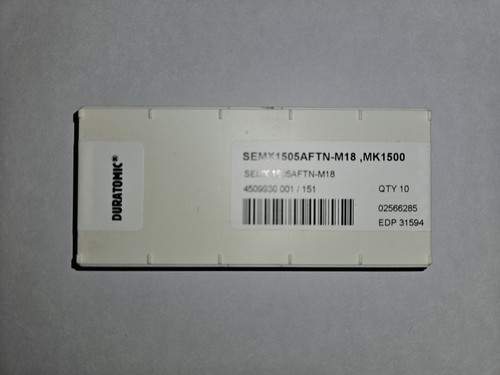 DURATOMIC®
SEMX1505AFTN-M18 ,MK1500
4509930 001 / 151
QTY 10
02566285
EDP 31594